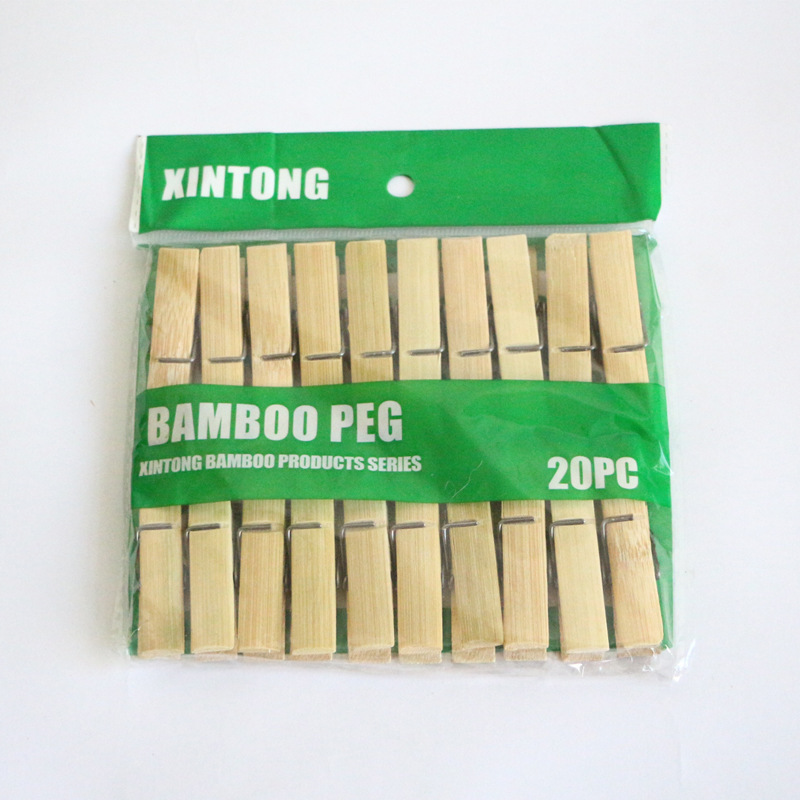 XINTONG
BAMBOO PEG
XINTONG BAMBOO PRODUCTS SERIES
20PC